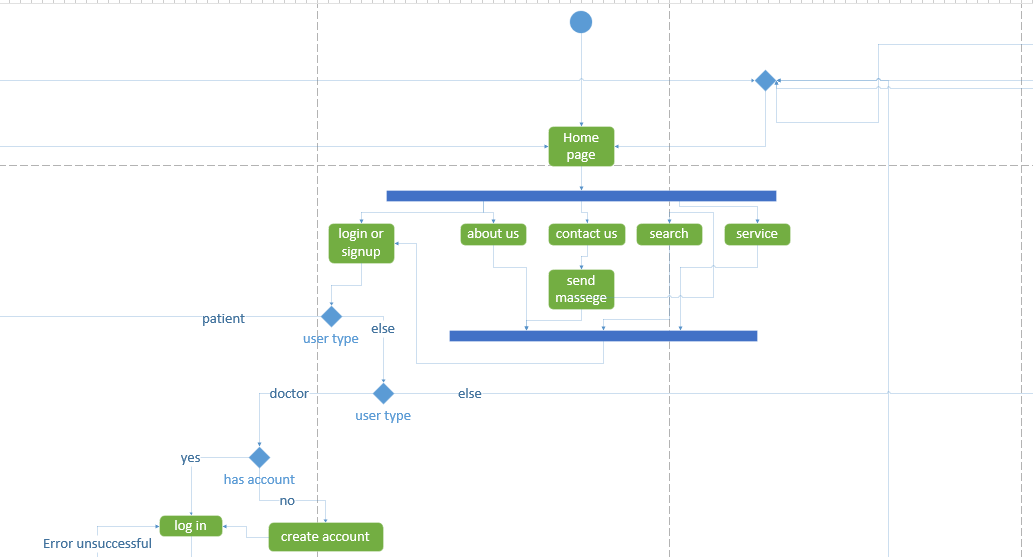 Home
page
login or
signup
about us
contact us
search
service
send
massege
patient
else
user type
doctor
else
user type
yes
has account
no
log in
create account
Error unsuccessful